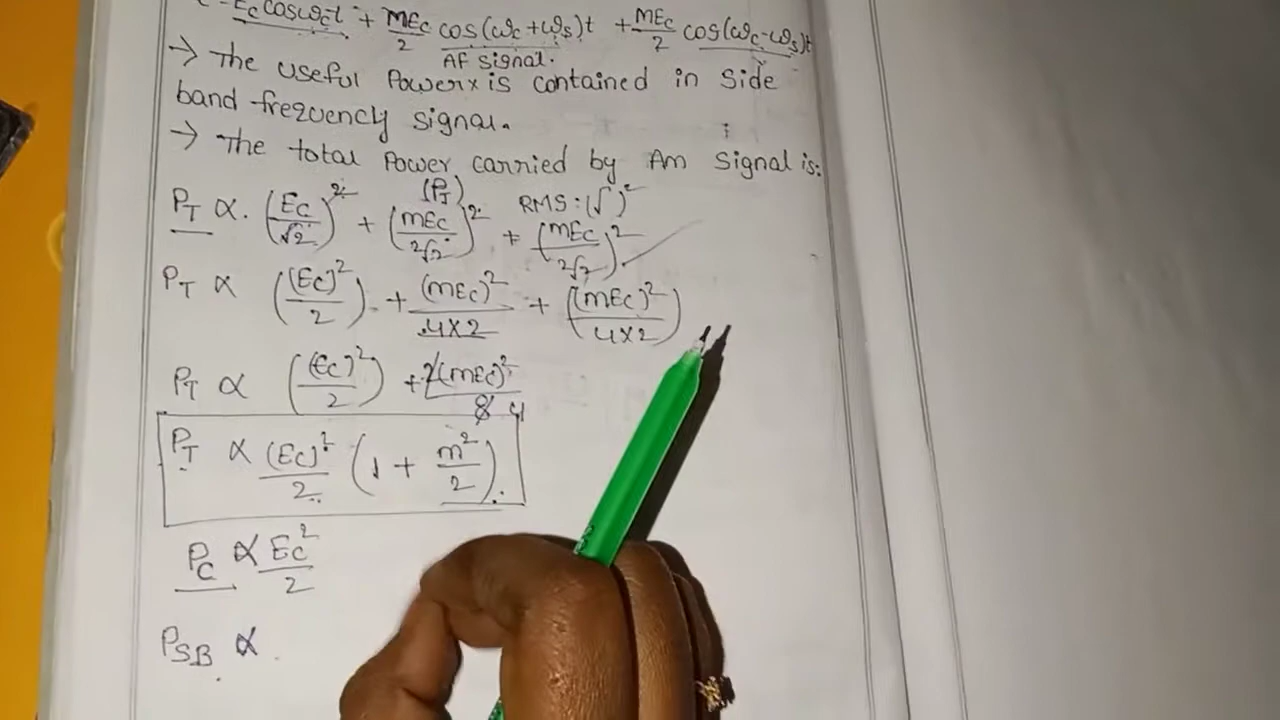 = Ec cosωct + mEc/2 cos(ωc+ωs)t + mEc/2 cos(ωc-ωs)t
AF Signal.
→ The useful Power is contained in Side
band frequency signal.
→ The total Power carried by Am Signal is:
(PT) RMS: (√ )²
PT ∝ (Ec/√2)² + (mEc/2√2)² + (mEc/2√2)²
PT ∝ ((Ec)²/2) + (mEc)²/4×2 + ((mEc)²/4×2)
PT ∝ ((Ec)²/2) + 2(mEc)²/8 4
PT ∝ (Ec)²/2 (1 + m²/2).
PC ∝ Ec²/2
PSB ∝